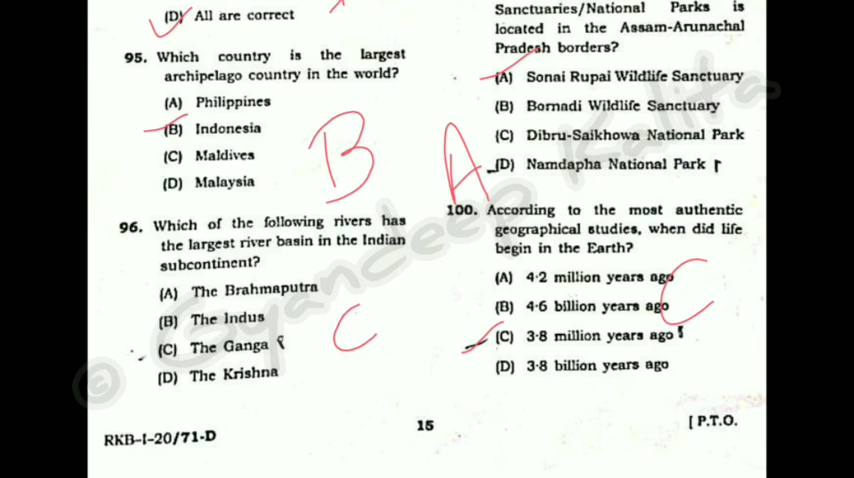 (D) All are correct
95. Which country is the largest
archipelago country in the world?
(A) Philippines
(B) Indonesia
(C) Maldives
(D) Malaysia
B
96. Which of the following rivers has
the largest river basin in the Indian
subcontinent?
(A) The Brahmaputra
(B) The Indus
(C) The Ganga
(D) The Krishna
C
Sanctuaries/National Parks is
located in the Assam-Arunachal
Pradesh borders?
(A) Sonai Rupai Wildlife Sanctuary
(B) Bornadi Wildlife Sanctuary
(C) Dibru-Saikhowa National Park
(D) Namdapha National Park
A
100. According to the most authentic
geographical studies, when did life
begin in the Earth?
(A) 4·2 million years ago
(B) 4·6 billion years ago
(C) 3·8 million years ago
(D) 3·8 billion years ago
C
RKB-I-20/71-D
15
[ P.T.O.
© Gyandeep Kalita